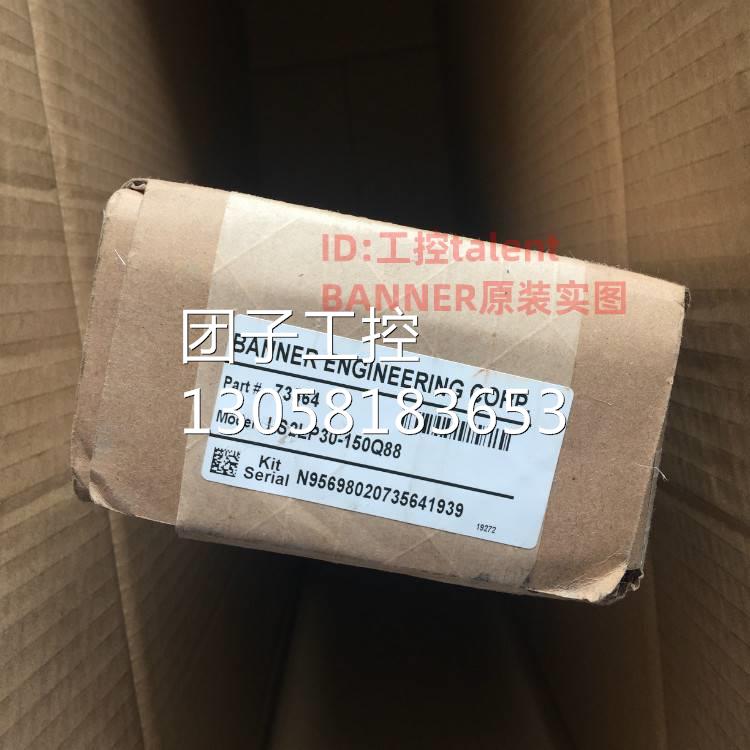 ID:工控talent
BANNER原装实图
团子工控
BANNER ENGINEERING CORP
Part #
13058183653
Model
Kit
Serial N95698020735641939
19272